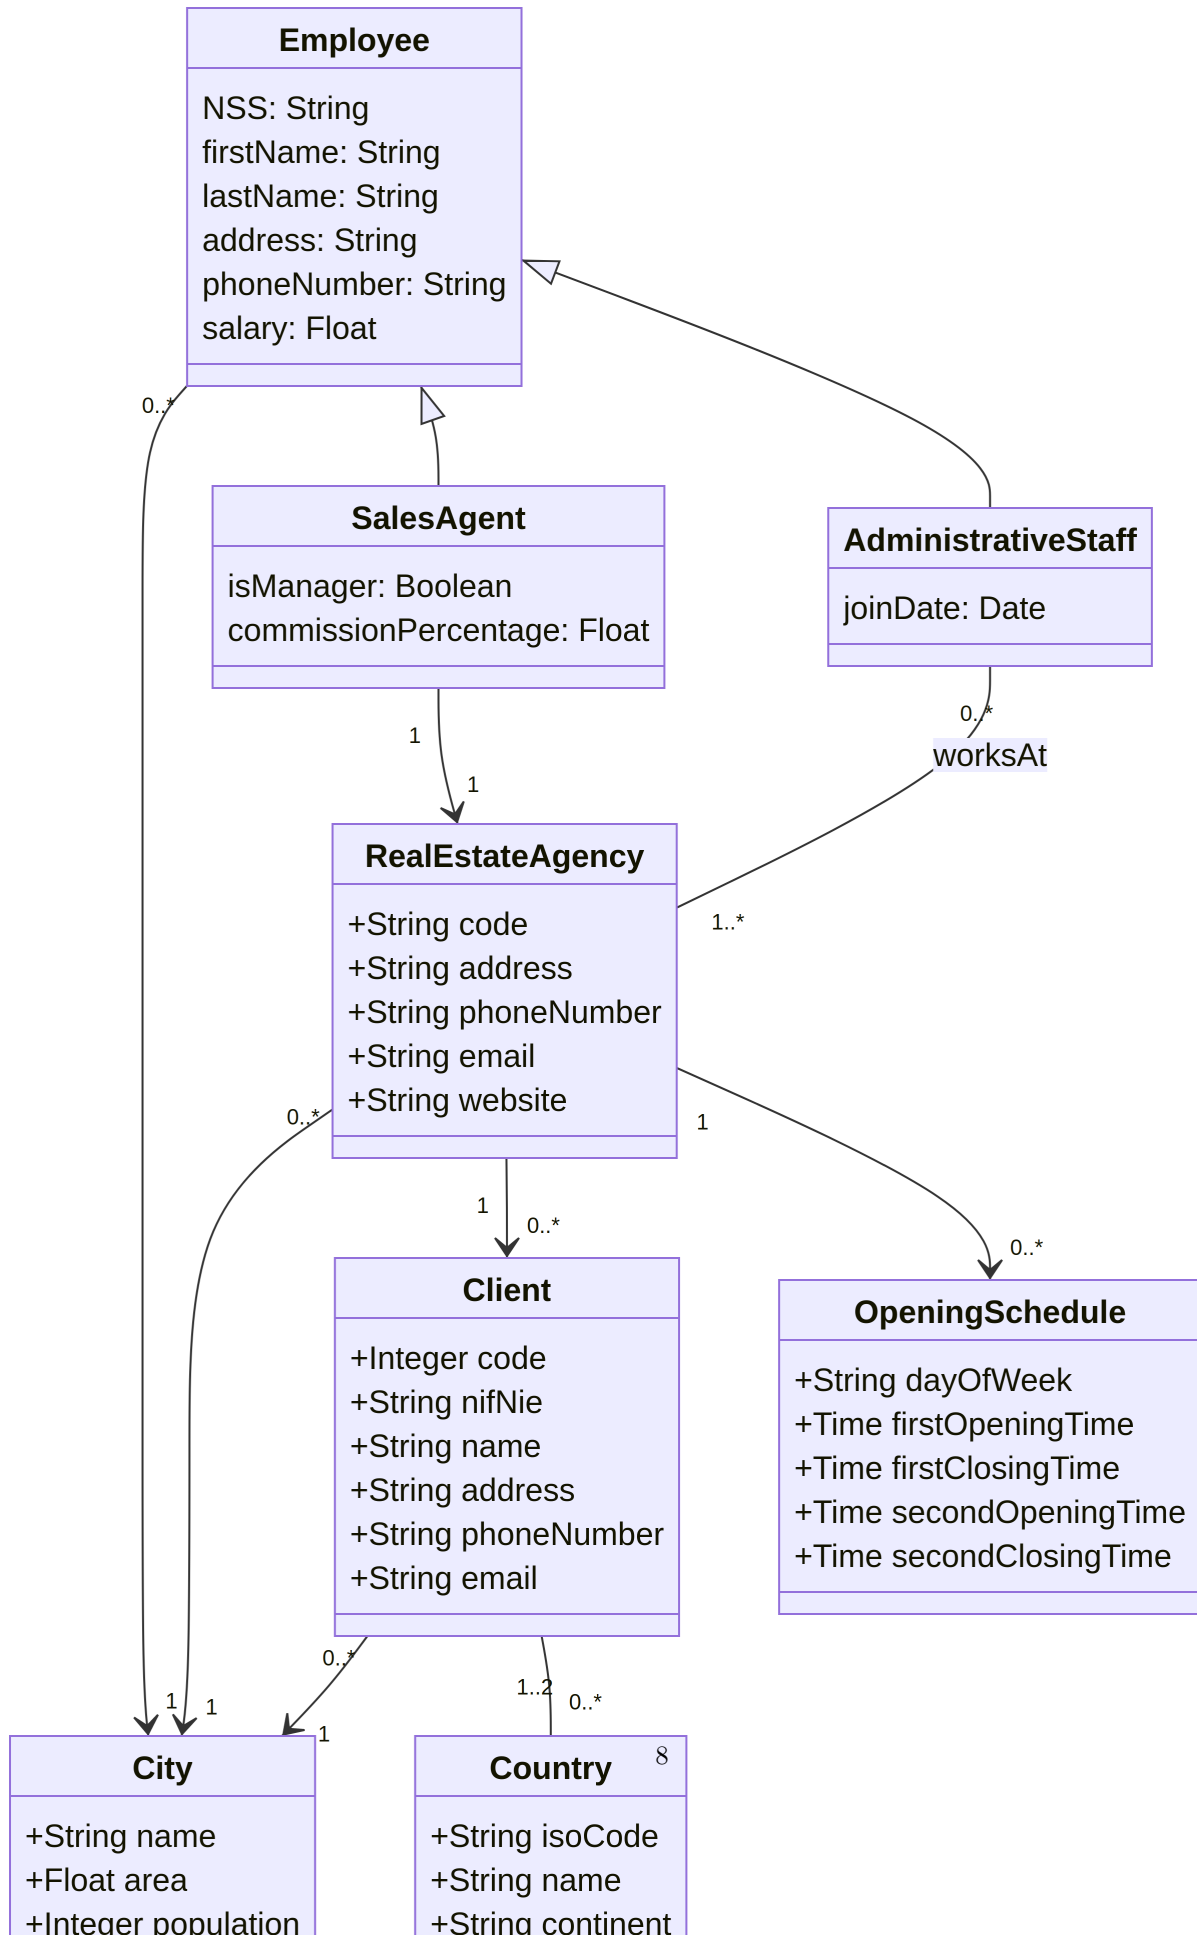 Employee
NSS: String
firstName: String
lastName: String
address: String
phoneNumber: String
salary: Float
0..*
SalesAgent
isManager: Boolean
commissionPercentage: Float
AdministrativeStaff
joinDate: Date
0..*
worksAt
1
1
RealEstateAgency
+String code
+String address
+String phoneNumber
+String email
+String website
1..*
0..*
1
1
0..*
0..*
Client
+Integer code
+String nifNie
+String name
+String address
+String phoneNumber
+String email
OpeningSchedule
+String dayOfWeek
+Time firstOpeningTime
+Time firstClosingTime
+Time secondOpeningTime
+Time secondClosingTime
0..*
1..2
0..*
1
1
1
City
+String name
+Float area
+Integer population
Country
8
+String isoCode
+String name
+String continent